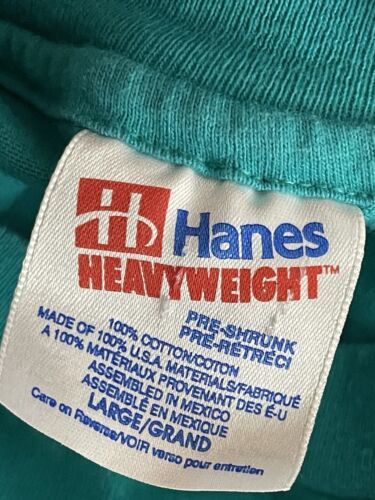 H Hanes
HEAVYWEIGHT™
PRE-SHRUNK
PRE-RÉTRÉCI
100% COTTON/COTON
MADE OF 100% U.S.A. MATERIALS/FABRIQUÉ
A 100% MATÉRIAUX PROVENANT DES É-U
ASSEMBLED IN MEXICO
ASSEMBLÉ EN MEXIQUE
LARGE/GRAND
Care on Reverse/VOIR verso pour entretien